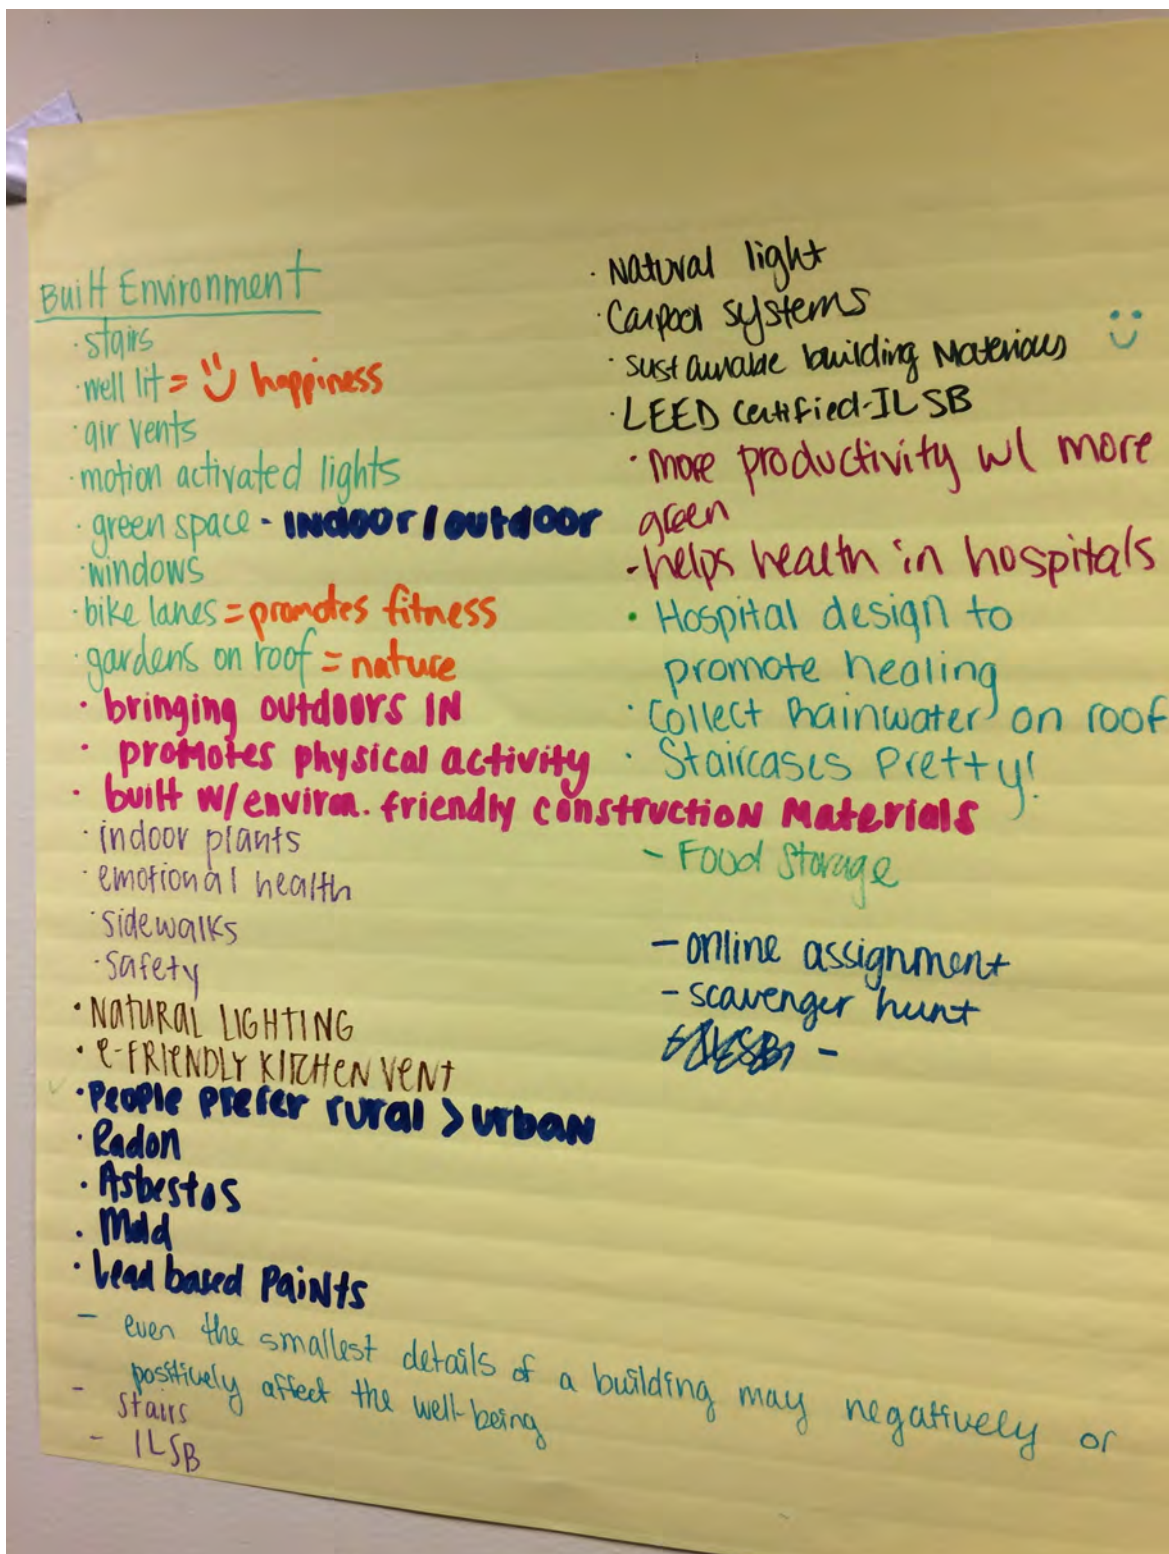 Built Environment
· stairs
· well lit = happiness
· air vents
· motion activated lights
· green space - INDOOR / OUTDOOR
· windows
· bike lanes = promotes fitness
· gardens on roof = nature
· bringing outdoors IN
· promotes physical activity
· built w/ environ. friendly construction Materials
· indoor plants
· emotional health
· sidewalks
· safety
· NATURAL LIGHTING
· e-FRIENDLY KITCHEN VENT
· People prefer rural > urban
· Radon
· Asbestos
· Mold
· Lead based Paints
- even the smallest details of a building may negatively or
positively affect the well-being
- stairs
- ILSB
· Natural light
· Carpool systems
· sustainable building Materials
· LEED Certified-ILSB
· more productivity w/ more
green
- helps health in hospitals
· Hospital design to
promote healing
· Collect Rainwater on roof
· Staircases Pretty!
- Food Storage
- online assignment
- scavenger hunt